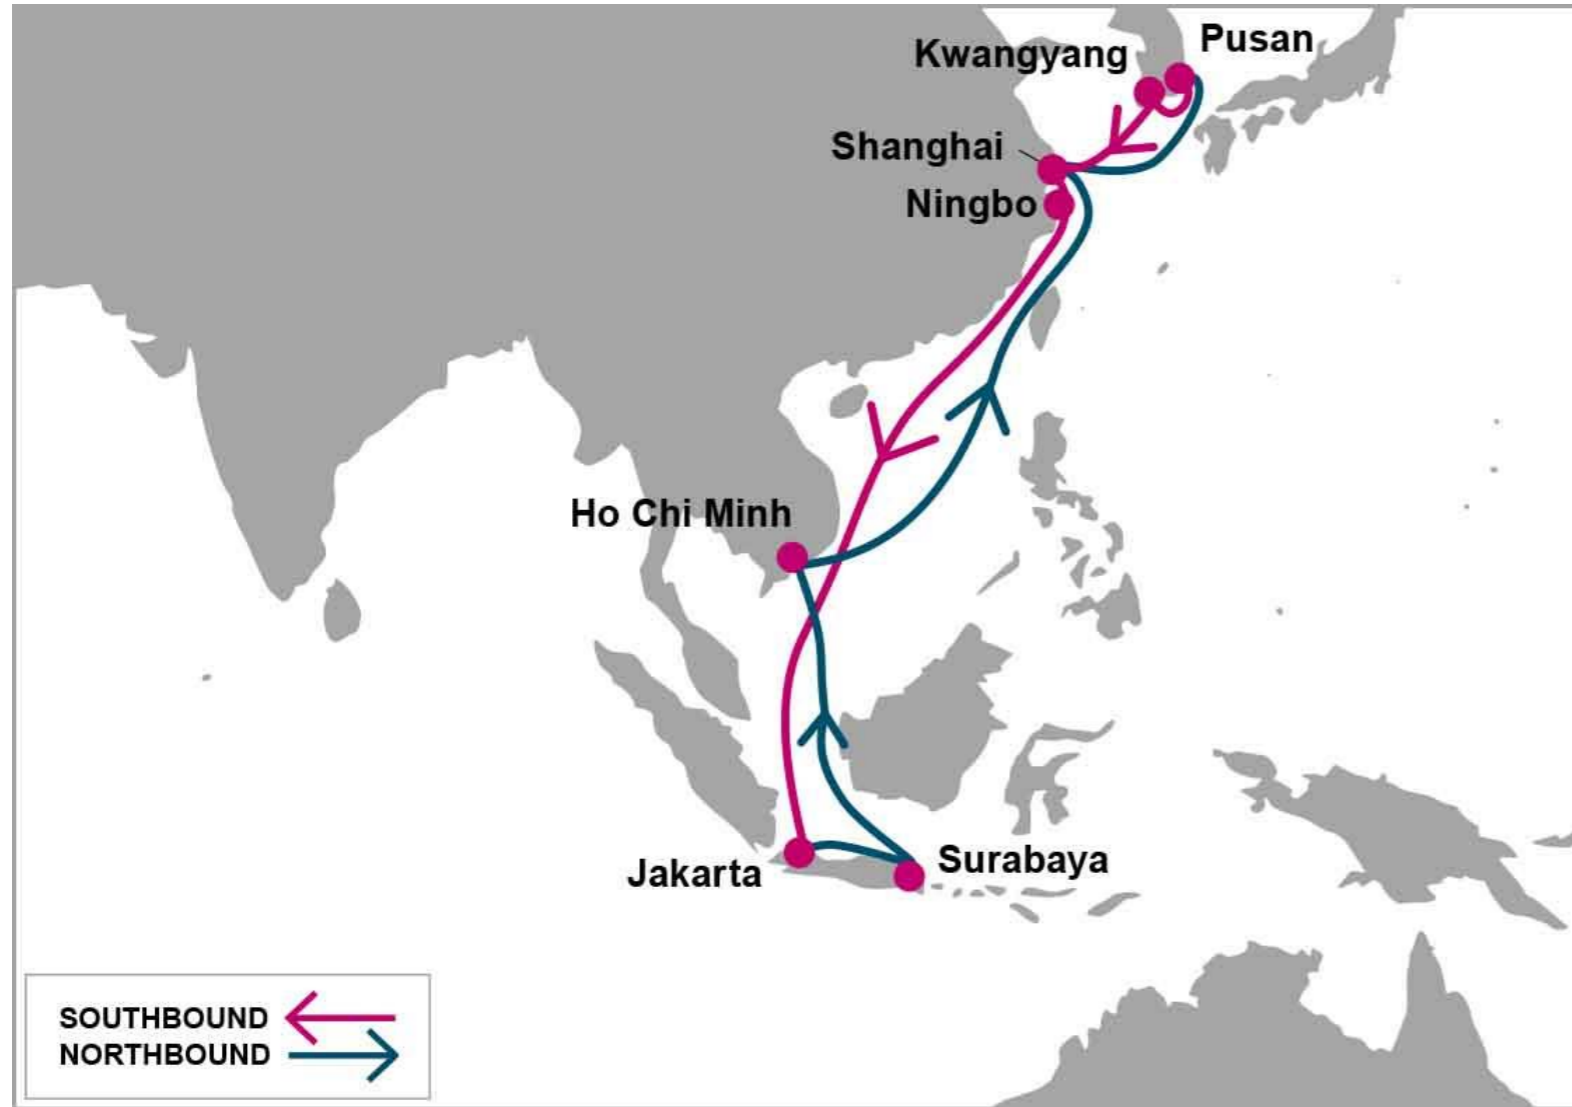 Pusan
Kwangyang
Shanghai
Ningbo
Ho Chi Minh
Surabaya
Jakarta
SOUTHBOUND
NORTHBOUND